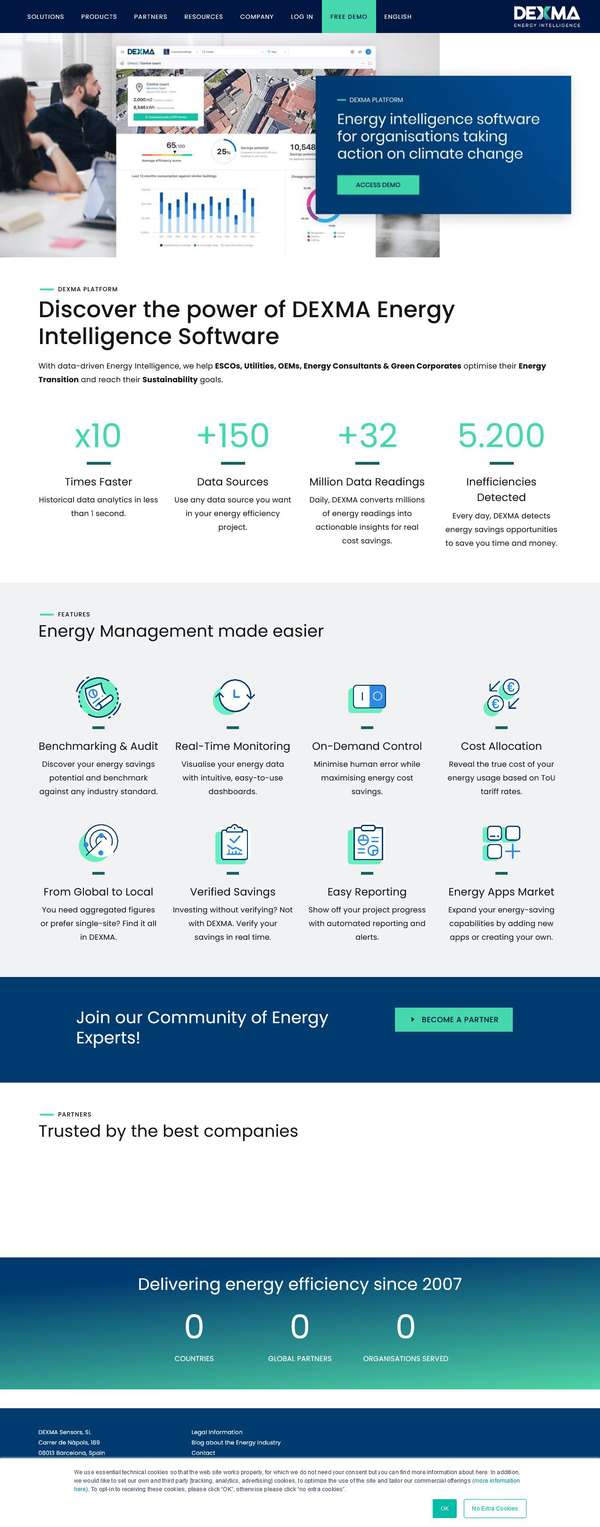 SOLUTIONS PRODUCTS PARTNERS RESOURCES COMPANY LOG IN FREE DEMO ENGLISH
DEXMA
ENERGY INTELLIGENCE
DEXMA
65/100
Average efficiency score
25%
10,548
Last 12 months consumption against similar buildings
DEXMA PLATFORM
Energy intelligence software
for organisations taking
action on climate change
ACCESS DEMO
DEXMA PLATFORM
Discover the power of DEXMA Energy
Intelligence Software
With data-driven Energy Intelligence, we help ESCOs, Utilities, OEMs, Energy Consultants & Green Corporates optimise their Energy
Transition and reach their Sustainability goals.
x10
Times Faster
Historical data analytics in less
than 1 second.
+150
Data Sources
Use any data source you want
in your energy efficiency
project.
+32
Million Data Readings
Daily, DEXMA converts millions
of energy readings into
actionable insights for real
cost savings.
5.200
Inefficiencies
Detected
Every day, DEXMA detects
energy savings opportunities
to save you time and money.
FEATURES
Energy Management made easier
Benchmarking & Audit
Discover your energy savings
potential and benchmark
against any industry standard.
Real-Time Monitoring
Visualise your energy data
with intuitive, easy-to-use
dashboards.
On-Demand Control
Minimise human error while
maximising energy cost
savings.
Cost Allocation
Reveal the true cost of your
energy usage based on ToU
tariff rates.
From Global to Local
You need aggregated figures
or prefer single-site? Find it all
in DEXMA.
Verified Savings
Investing without verifying? Not
with DEXMA. Verify your
savings in real time.
Easy Reporting
Show off your project progress
with automated reporting and
alerts.
Energy Apps Market
Expand your energy-saving
capabilities by adding new
apps or creating your own.
Join our Community of Energy
Experts!
BECOME A PARTNER
PARTNERS
Trusted by the best companies
Delivering energy efficiency since 2007
0 0 0
COUNTRIES GLOBAL PARTNERS ORGANISATIONS SERVED
DEXMA Sensors, SL
Carrer de Nàpols, 189
08013 Barcelona, Spain
Legal Information
Blog about the Energy Industry
Contact
We use essential technical cookies so that the web site works properly, for which we do not need your consent but you can find more information about here. In addition,
we would like to set our own and third party [tracking, analytics, advertising] cookies, to optimize the use of the site and tailor our commercial offerings (more information
here). To opt-in to receiving these cookies, please click "OK", otherwise please click "no extra cookies".
OK No Extra Cookies